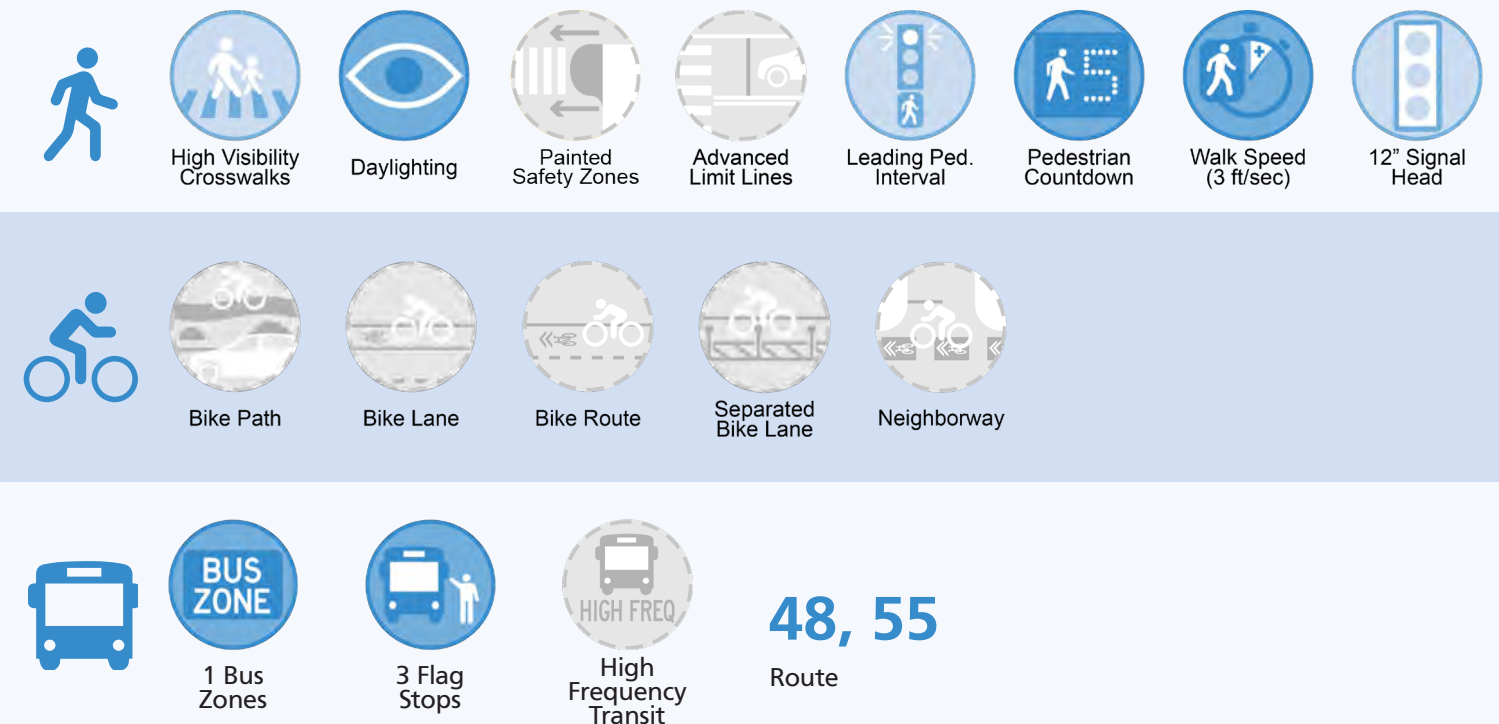 5
High Visibility
Crosswalks
Daylighting
Painted
Safety Zones
Advanced
Limit Lines
Leading Ped.
Interval
Pedestrian
Countdown
Walk Speed
(3 ft/sec)
12” Signal
Head
Bike Path
Bike Lane
Bike Route
Separated
Bike Lane
Neighborway
BUS
ZONE
1 Bus
Zones
3 Flag
Stops
HIGH FREQ
High
Frequency
Transit
48, 55
Route